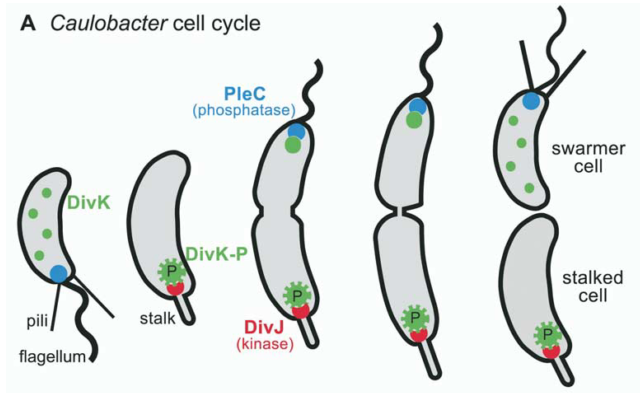 A Caulobacter cell cycle
PleC
(phosphatase)
DivK
DivK-P
P
P
P
P
swarmer
cell
stalked
cell
pili
flagellum
stalk
DivJ
(kinase)